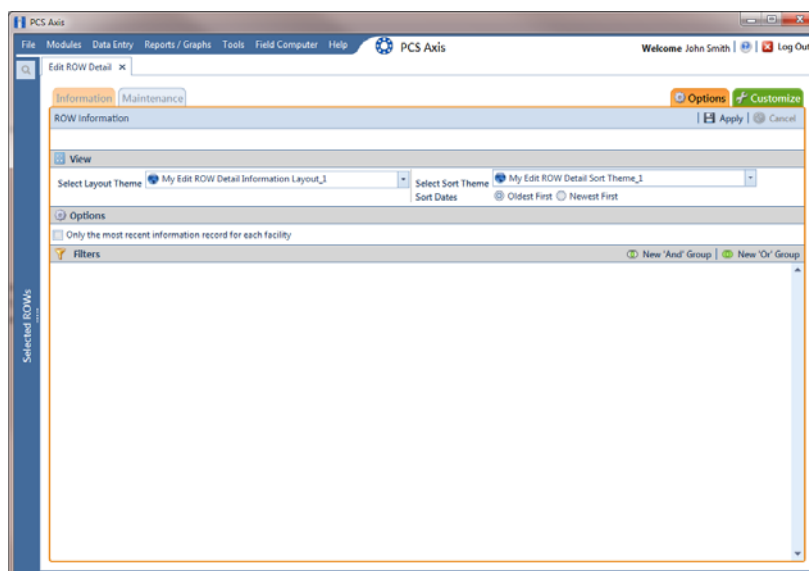 PCS Axis
File Modules Data Entry Reports / Graphs Tools Field Computer Help PCS Axis Welcome John Smith Log Out
Edit ROW Detail
Information Maintenance Options Customize
ROW Information Apply Cancel
View
Select Layout Theme My Edit ROW Detail Information Layout_1 Select Sort Theme My Edit ROW Detail Sort Theme_1
Sort Dates Oldest First Newest First
Options
Only the most recent information record for each facility
Filters New 'And' Group New 'Or' Group
Selected ROWs